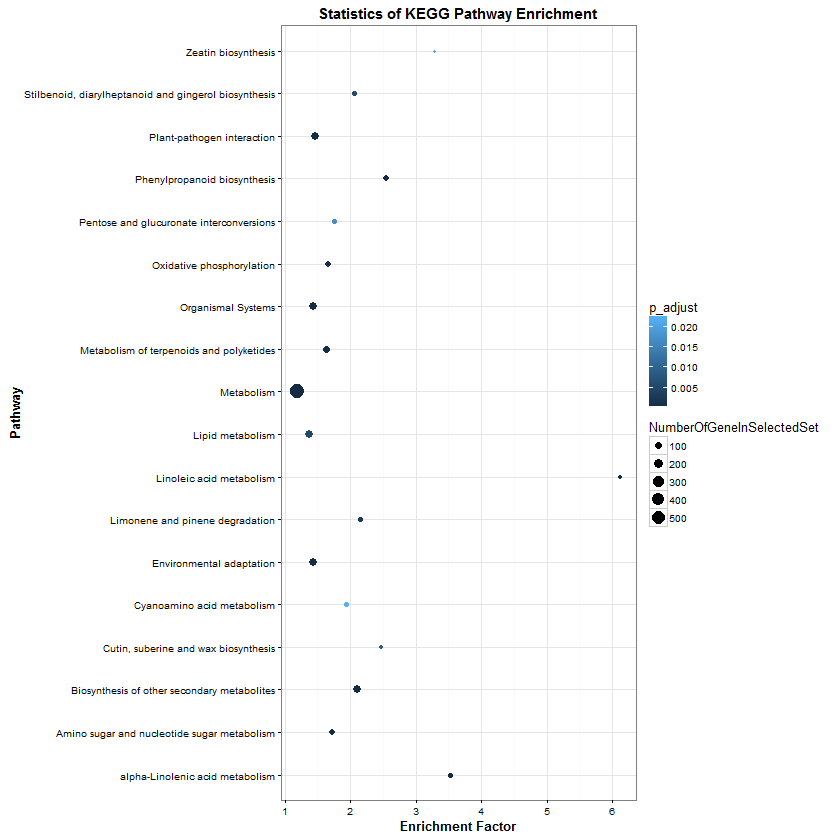 Statistics of KEGG Pathway Enrichment
Pathway
Zeatin biosynthesis
Stilbenoid, diarylheptanoid and gingerol biosynthesis
Plant-pathogen interaction
Phenylpropanoid biosynthesis
Pentose and glucuronate interconversions
Oxidative phosphorylation
Organismal Systems
Metabolism of terpenoids and polyketides
Metabolism
Lipid metabolism
Linoleic acid metabolism
Limonene and pinene degradation
Environmental adaptation
Cyanoamino acid metabolism
Cutin, suberine and wax biosynthesis
Biosynthesis of other secondary metabolites
Amino sugar and nucleotide sugar metabolism
alpha-Linolenic acid metabolism
1 2 3 4 5 6
Enrichment Factor
p_adjust
0.020
0.015
0.010
0.005
NumberOfGeneInSelectedSet
100
200
300
400
500